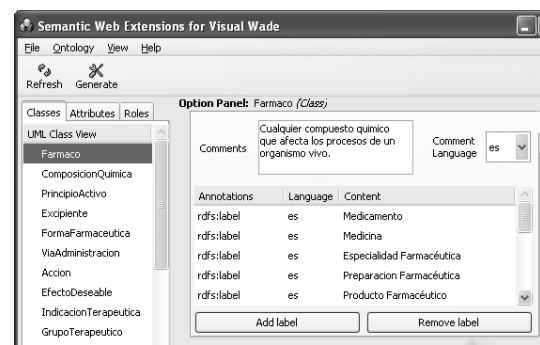 Semantic Web Extensions for Visual Wade
File Ontology View Help
Refresh Generate
Classes Attributes Roles
UML Class View
Farmaco
ComposicionQuimica
PrincipioActivo
Excipiente
FormaFarmaceutica
ViaAdministracion
Accion
EfectoDeseable
IndicacionTerapeutica
GrupoTerapeutico
Option Panel: Farmaco (Class)
Comments
Cualquier compuesto quimico
que afecta los procesos de un
organismo vivo.
Comment
Language
es
Annotations Language Content
rdfs:label es Medicamento
rdfs:label es Medicina
rdfs:label es Especialidad Farmacéutica
rdfs:label es Preparacion Farmacéutica
rdfs:label es Producto Farmacéutico
Add label Remove label